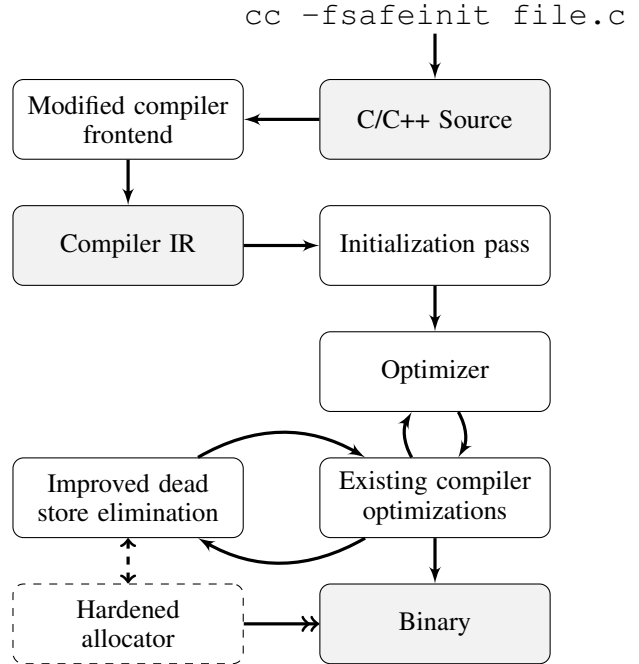 cc -fsafeinit file.c
Modified compiler
frontend
C/C++ Source
Compiler IR
Initialization pass
Optimizer
Improved dead
store elimination
Existing compiler
optimizations
Hardened
allocator
Binary